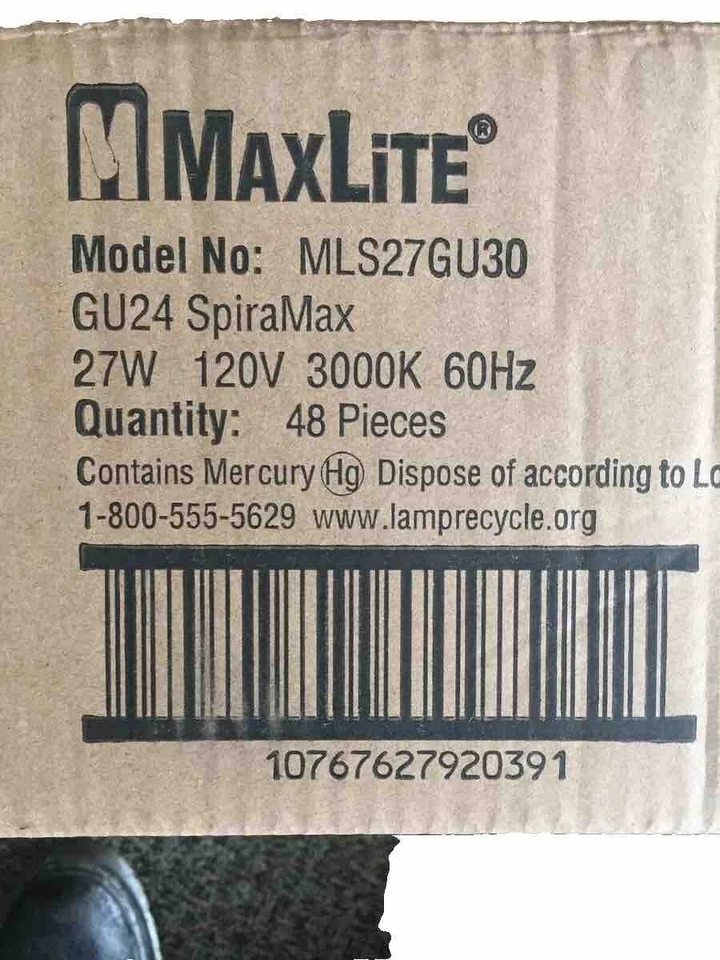 M MAXLiTE®
Model No: MLS27GU30
GU24 SpiraMax
27W 120V 3000K 60Hz
Quantity: 48 Pieces
Contains Mercury Hg Dispose of according to Lo
1-800-555-5629 www.lamprecycle.org
10767627920391